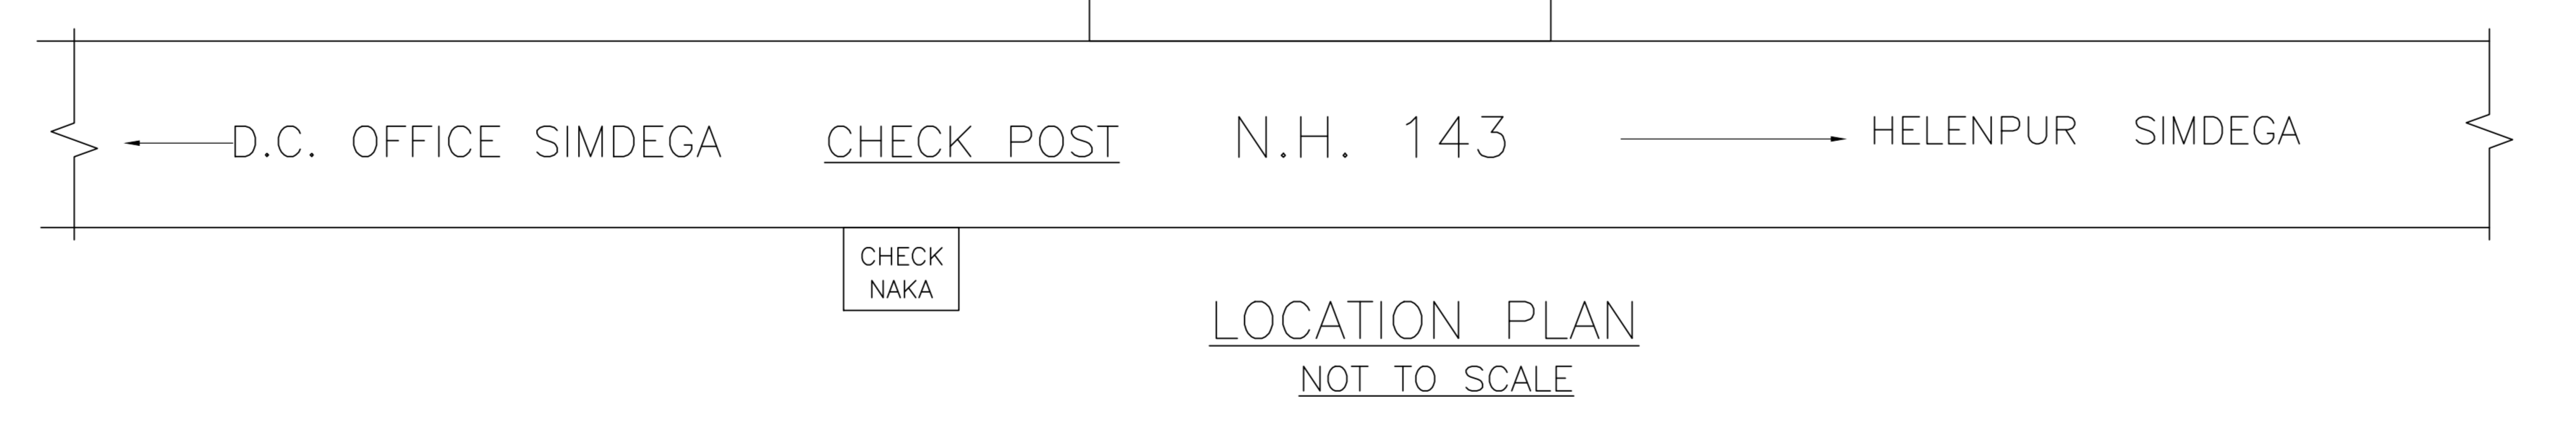 D.C. OFFICE SIMDEGA CHECK POST N.H. 143 HELENPUR SIMDEGA
CHECK
NAKA
LOCATION PLAN
NOT TO SCALE